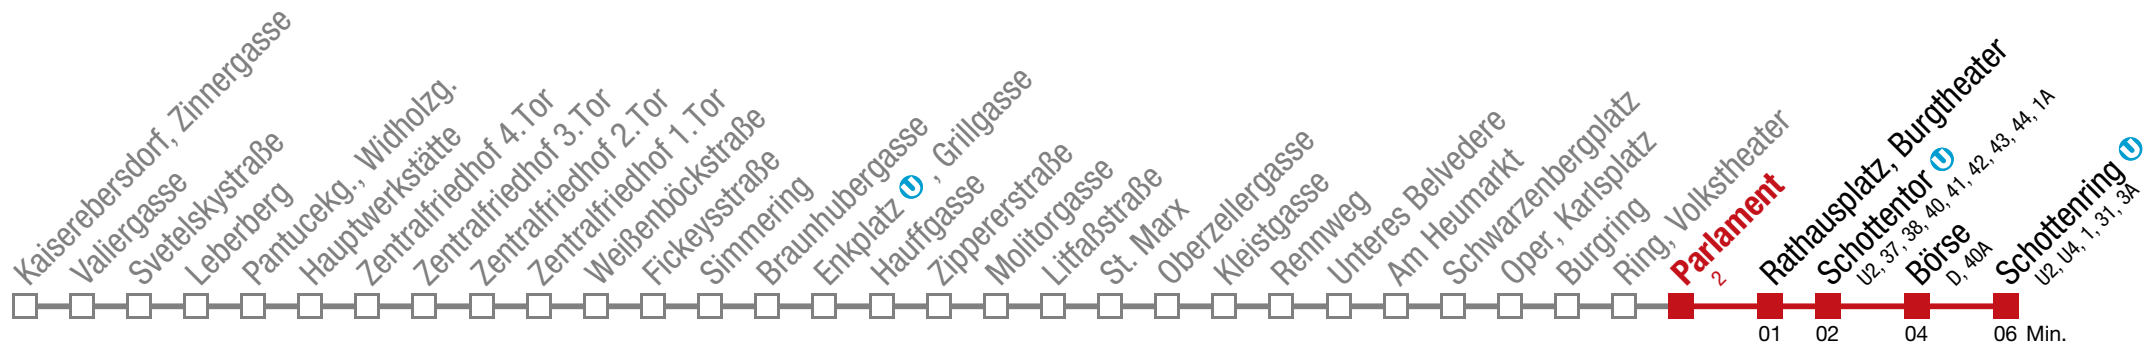 Kaiserebersdorf, Zinnergasse
Valiergasse
Svetelskystraße
Leberberg
Pantucekg., Widholzg.
Hauptwerkstätte
Zentralfriedhof 4.Tor
Zentralfriedhof 3.Tor
Zentralfriedhof 2.Tor
Zentralfriedhof 1.Tor
Weißenböckstraße
Fickeysstraße
Simmering
Braunhubergasse
Enkplatz U, Grillgasse
Hauffgasse
Zippererstraße
Molitorgasse
Litfaßstraße
St. Marx
Oberzellergasse
Kleistgasse
Rennweg
Unteres Belvedere
Am Heumarkt
Schwarzenbergplatz
Oper, Karlsplatz
Burgring
Ring, Volkstheater
Parlament
2
Rathausplatz, Burgtheater
Schottentor U
U2, 37, 38, 40, 41, 42, 43, 44, 1A
Börse
D, 40A
Schottenring U
U2, U4, 1, 31, 3A
01 02 04 06 Min.